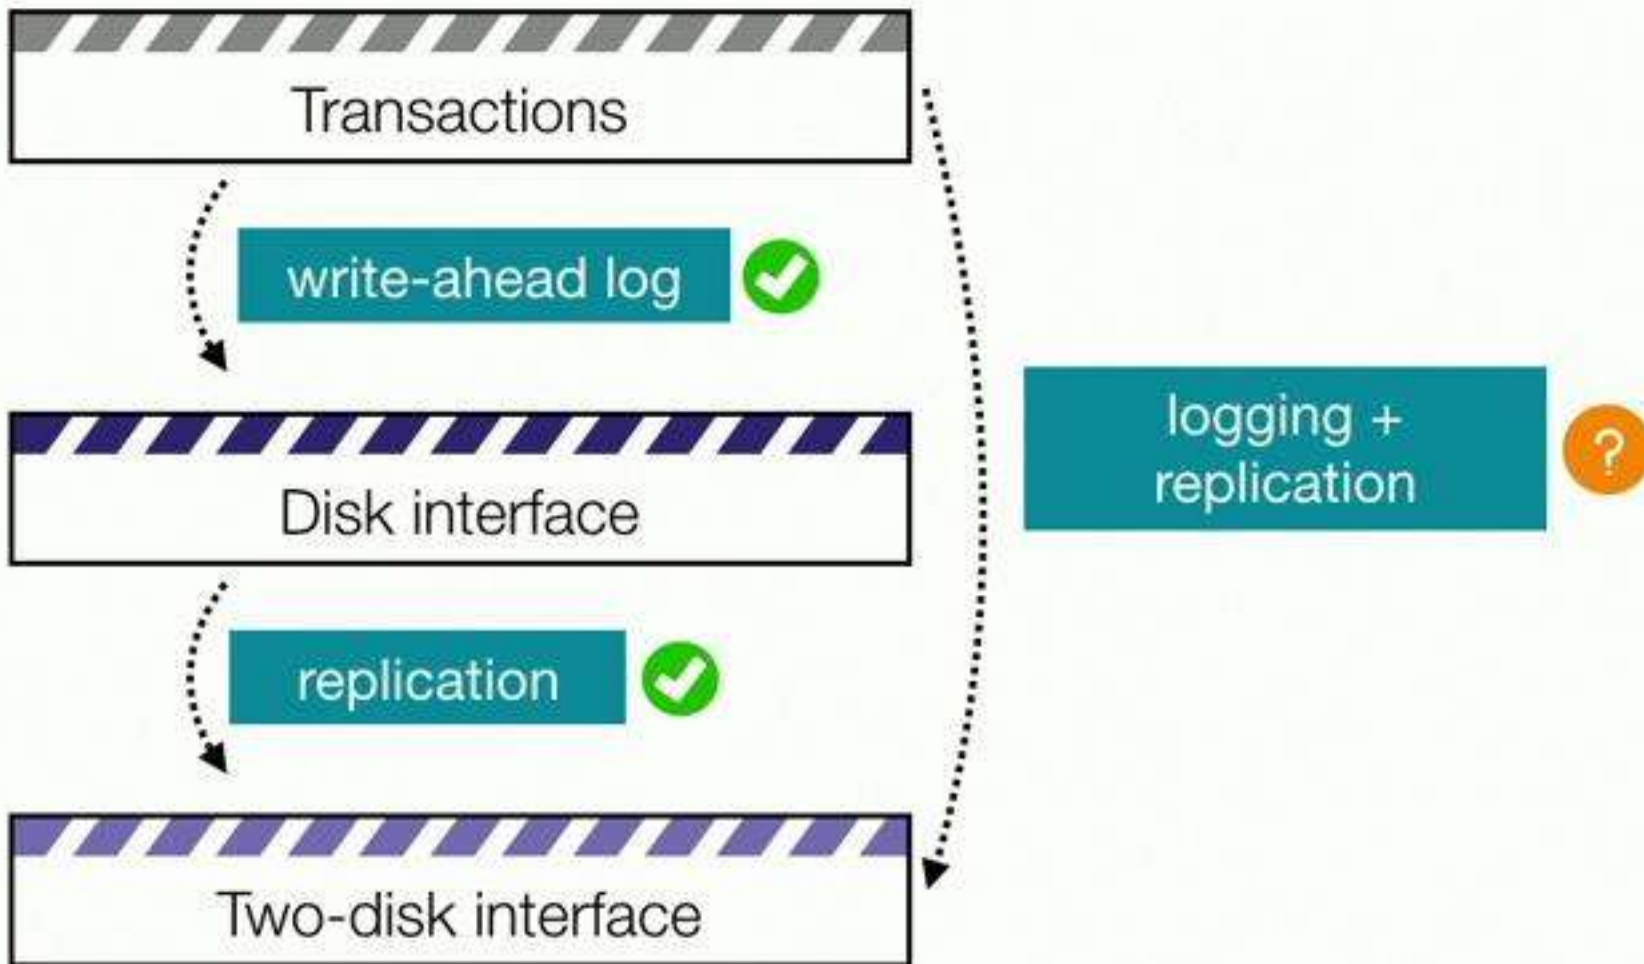 Transactions
write-ahead log
Disk interface
logging +
replication
?
replication
Two-disk interface